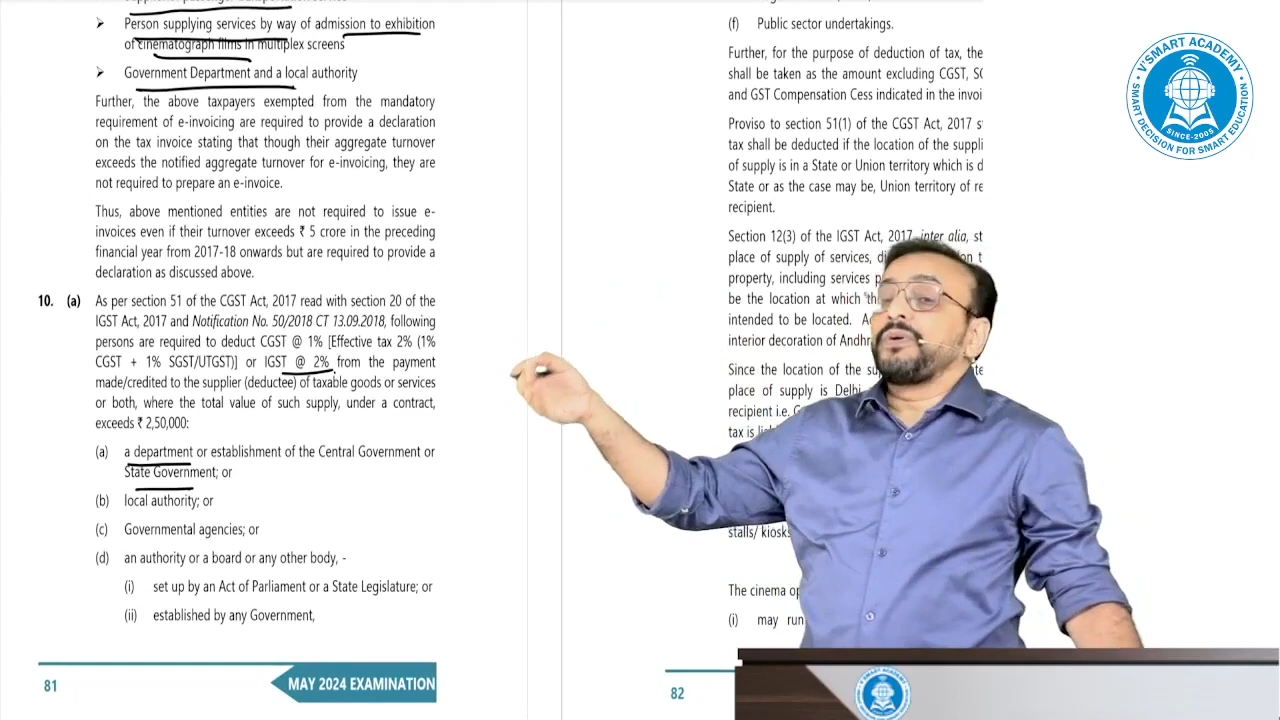 Person supplying services by way of admission to exhibition
of cinematograph films in multiplex screens
Government Department and a local authority
Further, the above taxpayers exempted from the mandatory
requirement of e-invoicing are required to provide a declaration
on the tax invoice stating that though their aggregate turnover
exceeds the notified aggregate turnover for e-invoicing, they are
not required to prepare an e-invoice.
Thus, above mentioned entities are not required to issue e-
invoices even if their turnover exceeds ₹ 5 crore in the preceding
financial year from 2017-18 onwards but are required to provide a
declaration as discussed above.
10. (a) As per section 51 of the CGST Act, 2017 read with section 20 of the
IGST Act, 2017 and Notification No. 50/2018 CT 13.09.2018, following
persons are required to deduct CGST @ 1% [Effective tax 2% (1%
CGST + 1% SGST/UTGST)] or IGST @ 2% from the payment
made/credited to the supplier (deductee) of taxable goods or services
or both, where the total value of such supply, under a contract,
exceeds ₹ 2,50,000:
(a) a department or establishment of the Central Government or
State Government; or
(b) local authority; or
(c) Governmental agencies; or
(d) an authority or a board or any other body, -
(i) set up by an Act of Parliament or a State Legislature; or
(ii) established by any Government,
81
MAY 2024 EXAMINATION
(f) Public sector undertakings.
Further, for the purpose of deduction of tax, the
shall be taken as the amount excluding CGST,
and GST Compensation Cess indicated in the
Proviso to section 51(1) of the CGST Act, 2017
tax shall be deducted if the location of the
of supply is in a State or Union territory which is
State or as the case may be, Union territory of
recipient.
Section 12(3) of the IGST Act, 2017, inter alia,
place of supply of services,
property, including services
be the location at which
intended to be located.
interior decoration of
Since the location of the
place of supply is Delhi
recipient i.e.
tax is
stalls/ kiosks
The cinema
(i) may run
82
V'SMART ACADEMY
SINCE-2005
SMART DECISION FOR SMART EDUCATION